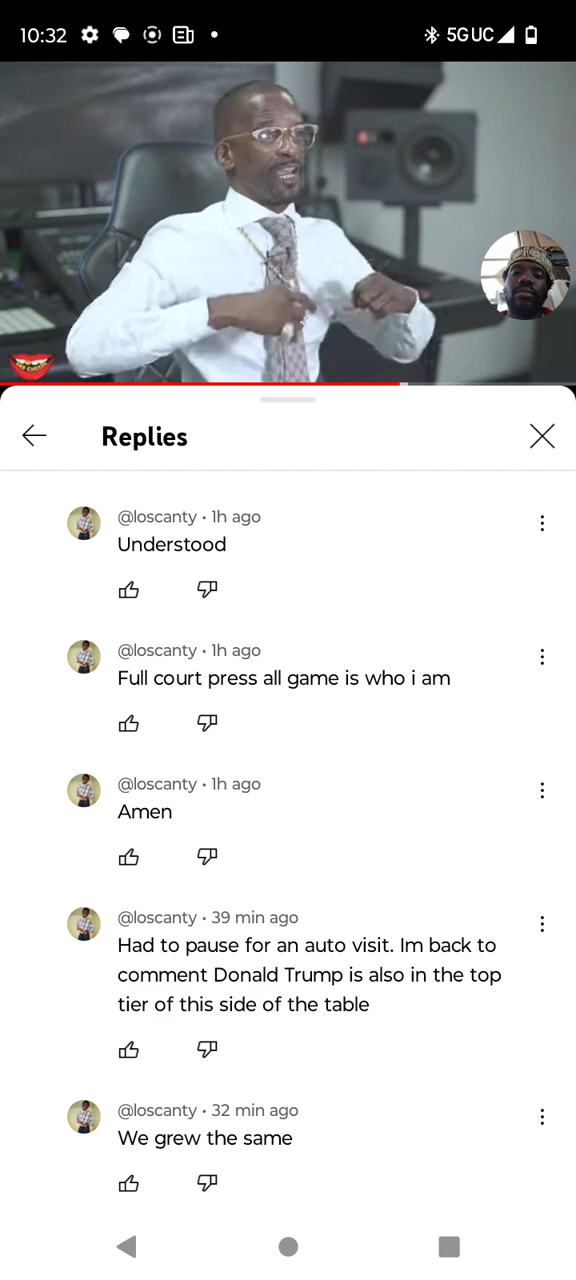 10:32
5G UC
Replies
@loscanty • 1h ago
Understood
@loscanty • 1h ago
Full court press all game is who i am
@loscanty • 1h ago
Amen
@loscanty • 39 min ago
Had to pause for an auto visit. Im back to
comment Donald Trump is also in the top
tier of this side of the table
@loscanty • 32 min ago
We grew the same